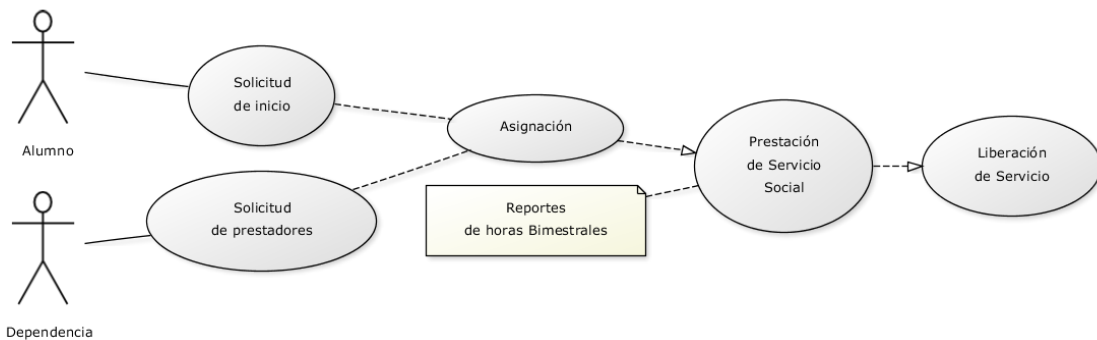 Alumno
Solicitud
de inicio
Asignación
Prestación
de Servicio
Social
Liberación
de Servicio
Solicitud
de prestadores
Reportes
de horas Bimestrales
Dependencia